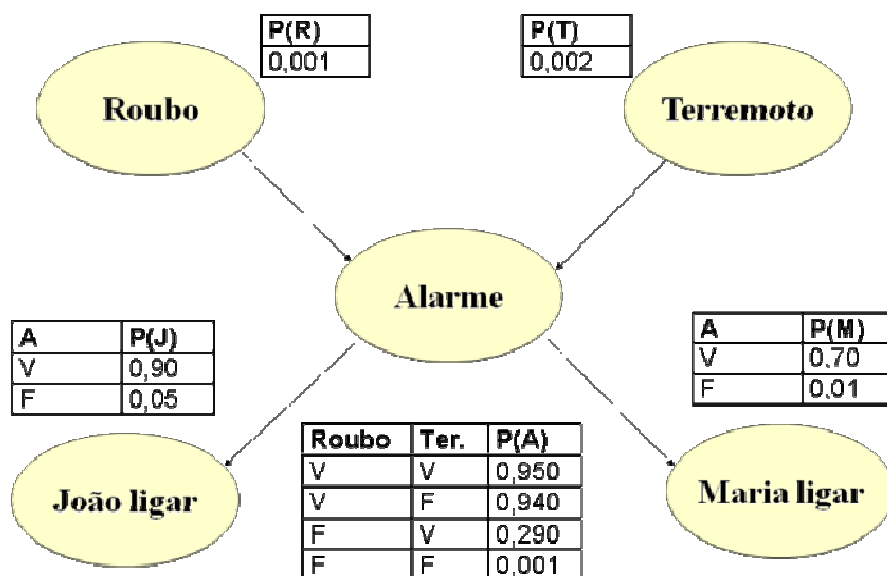 P(R)
0,001
P(T)
0,002
Roubo
Terremoto
Alarme
A P(J)
V 0,90
F 0,05
A P(M)
V 0,70
F 0,01
Roubo Ter. P(A)
V V 0,950
V F 0,940
F V 0,290
F F 0,001
João ligar
Maria ligar